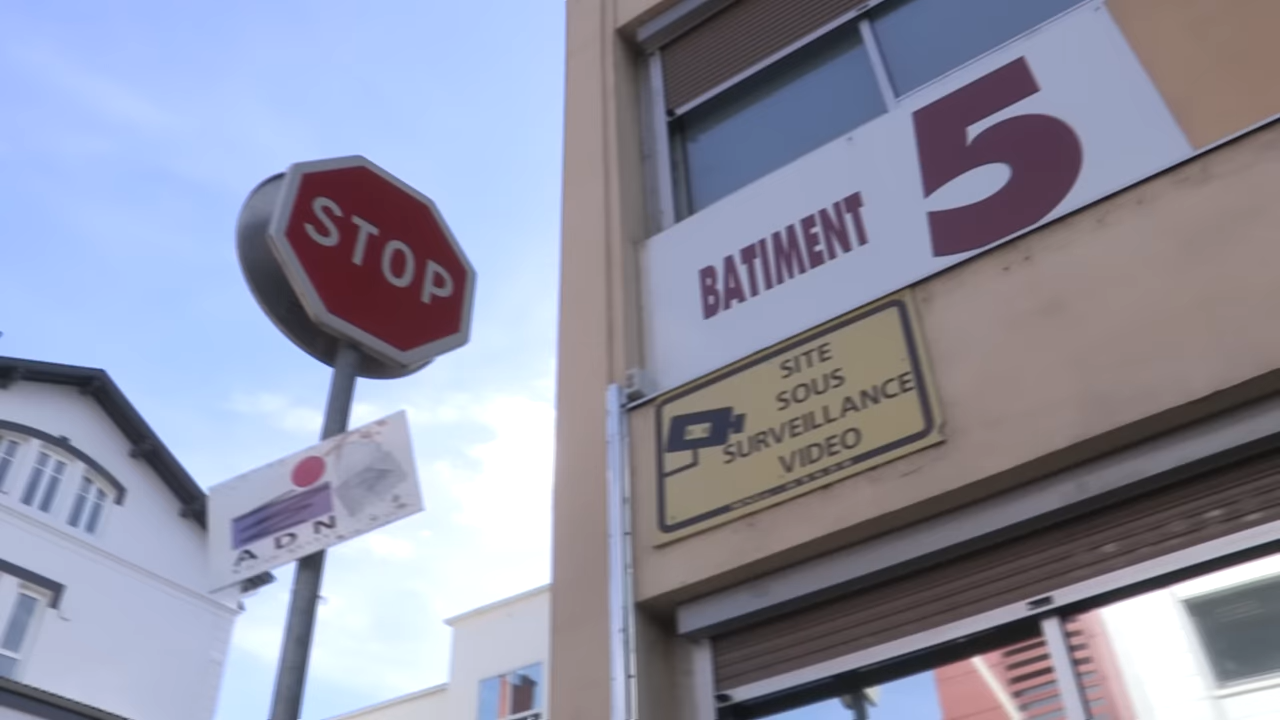 STOP
ADN
BATIMENT 5
SITE
SOUS
SURVEILLANCE
VIDEO